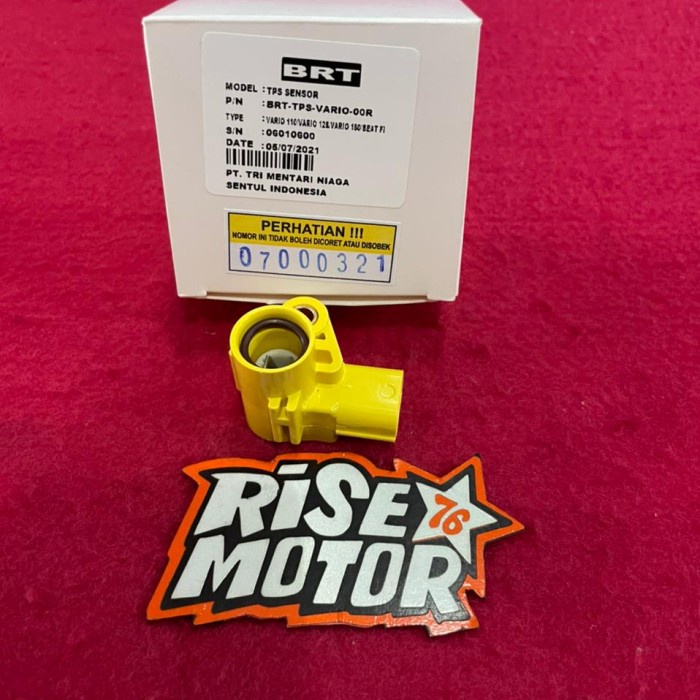 BRT
MODEL : TPS SENSOR
P/N : BRT-TPS-VARIO-00R
TYPE : VARIO 110/VARIO 125/VARIO 150/BEAT FI
S/N : 06010600
DATE : 05/07/2021
PT. TRI MENTARI NIAGA
SENTUL INDONESIA
PERHATIAN !!!
NOMOR INI TIDAK BOLEH DICORET ATAU DISOBEK
07000321
RiSE 76
MOTOR